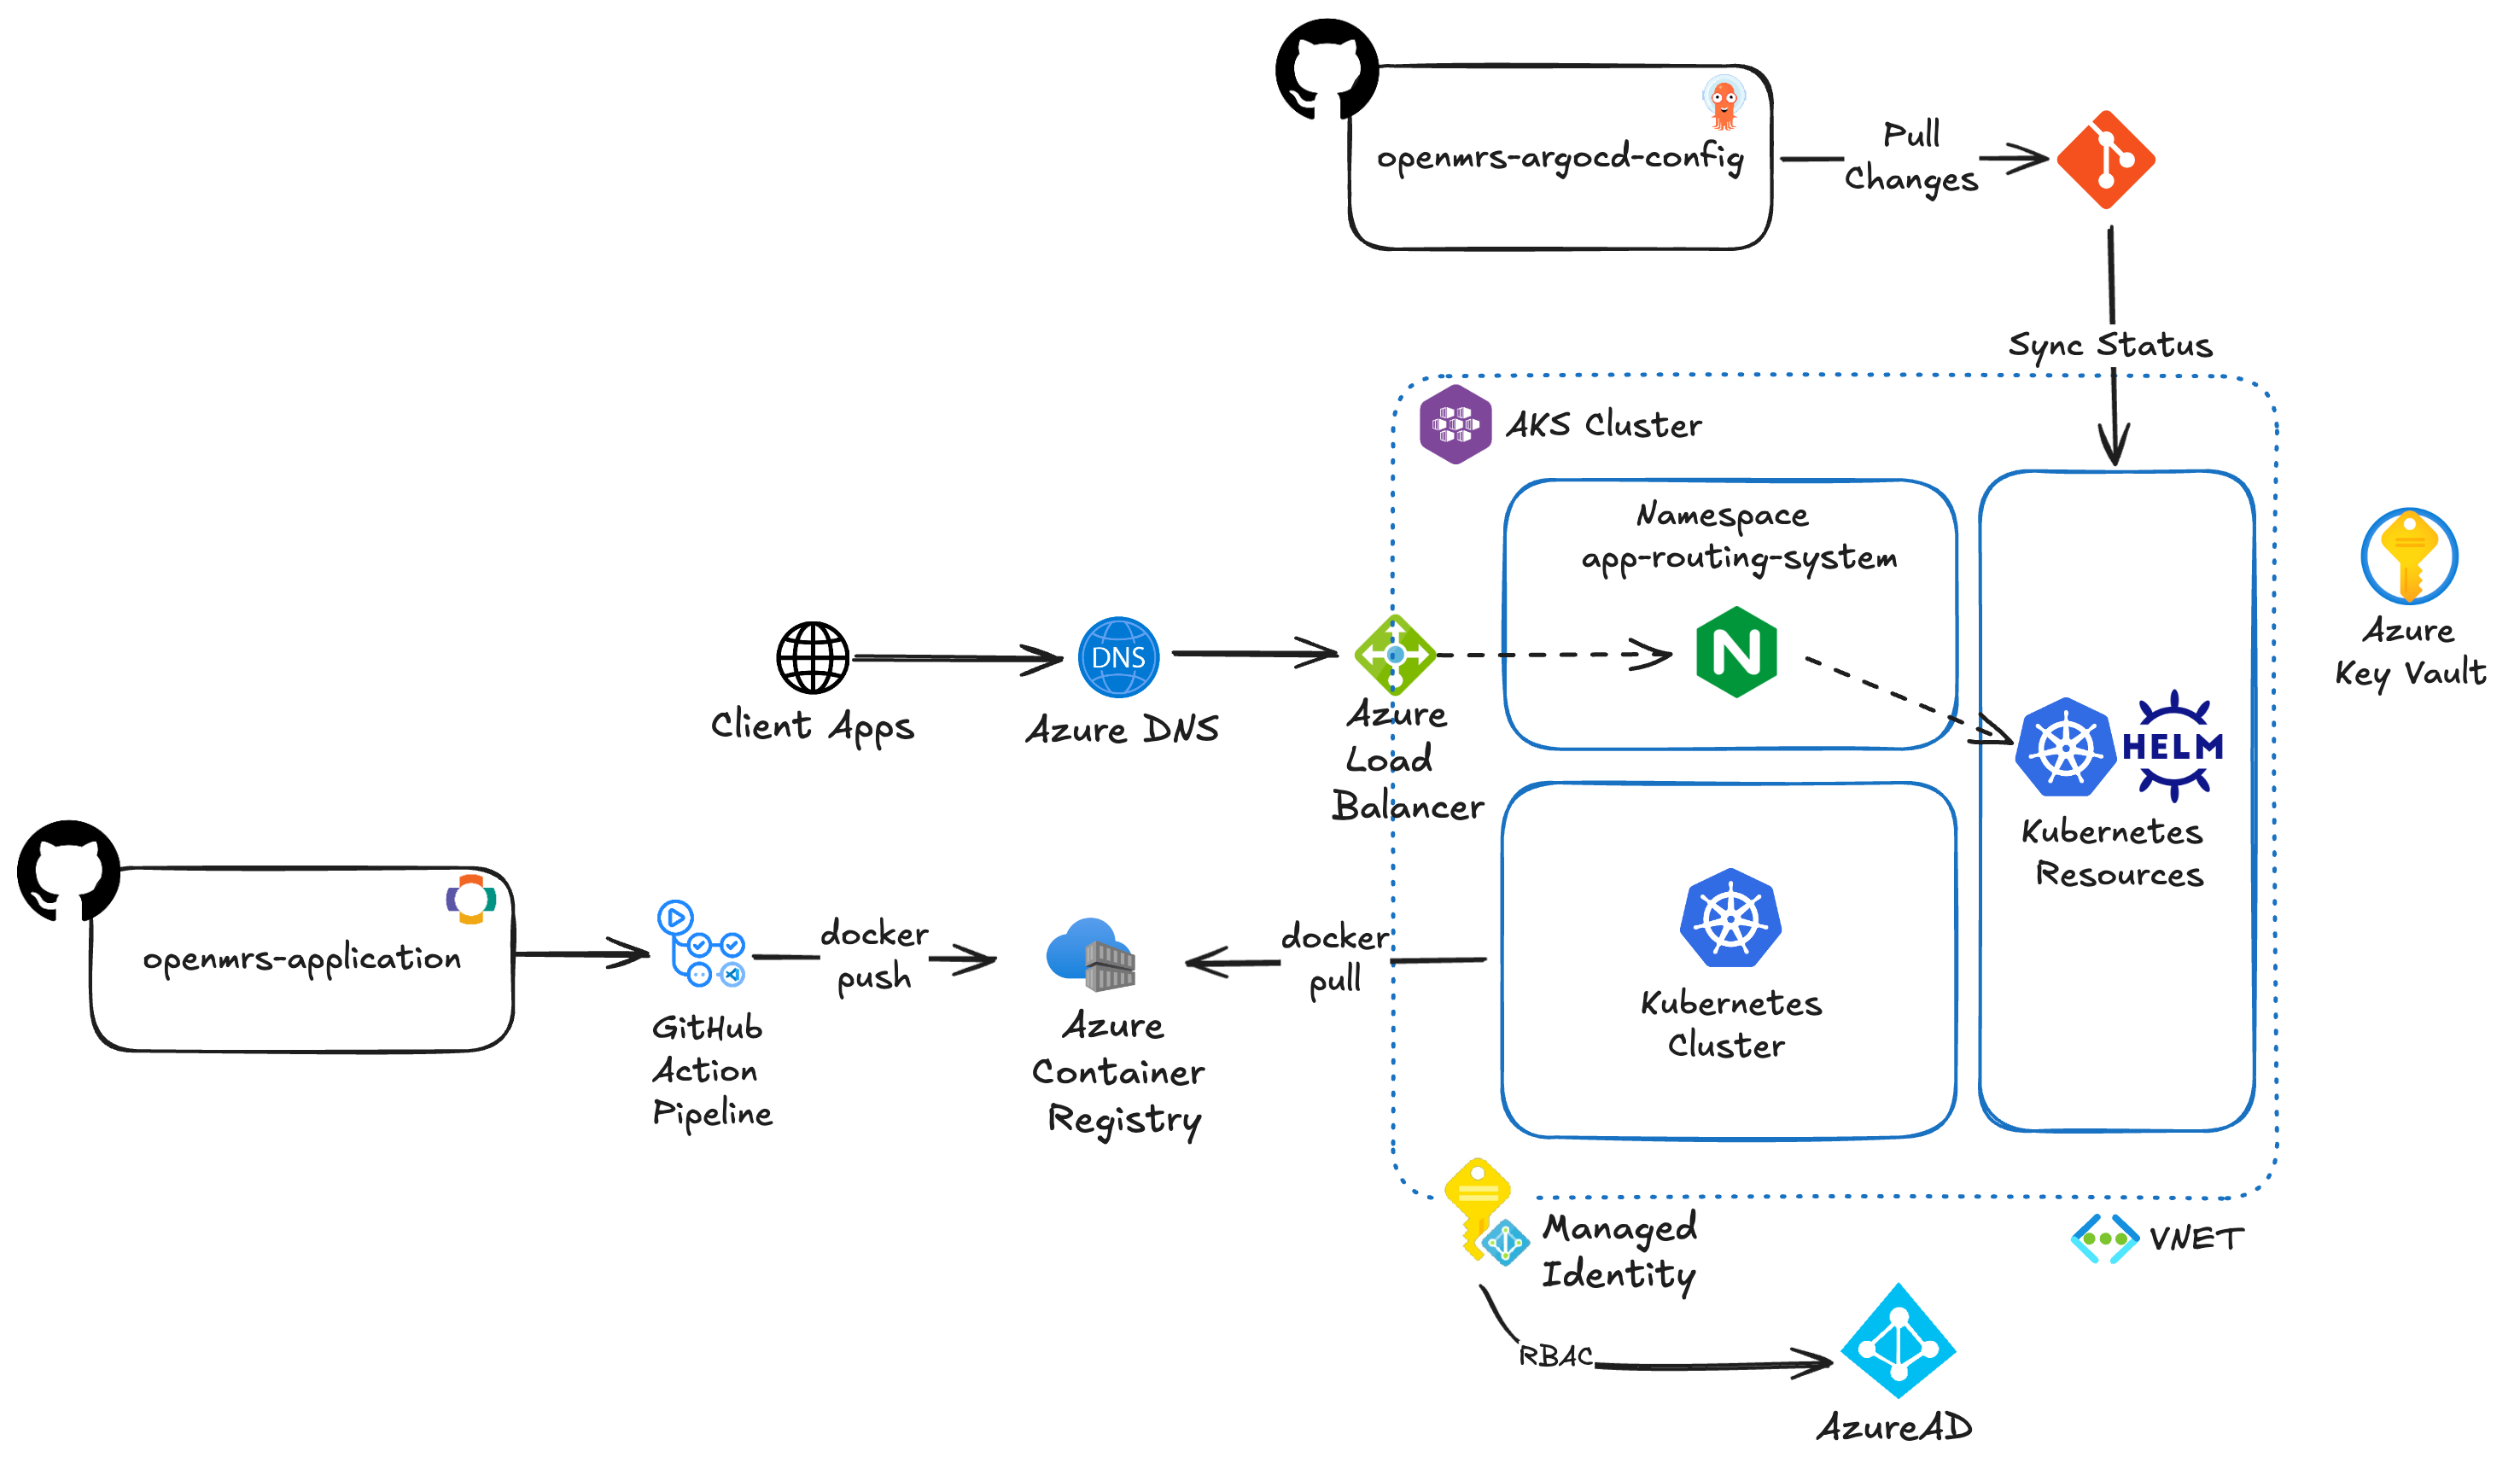 openmrs-argocd-config
Pull
Changes
Sync Status
AKS Cluster
Namespace
app-routing-system
N
Azure
Key Vault
Client Apps
DNS
Azure DNS
Azure
Load
Balancer
HELM
Kubernetes
Resources
openmrs-application
GitHub
Action
Pipeline
docker
push
Azure
Container
Registry
docker
pull
Kubernetes
Cluster
Managed
Identity
VNET
RBAC
AzureAD